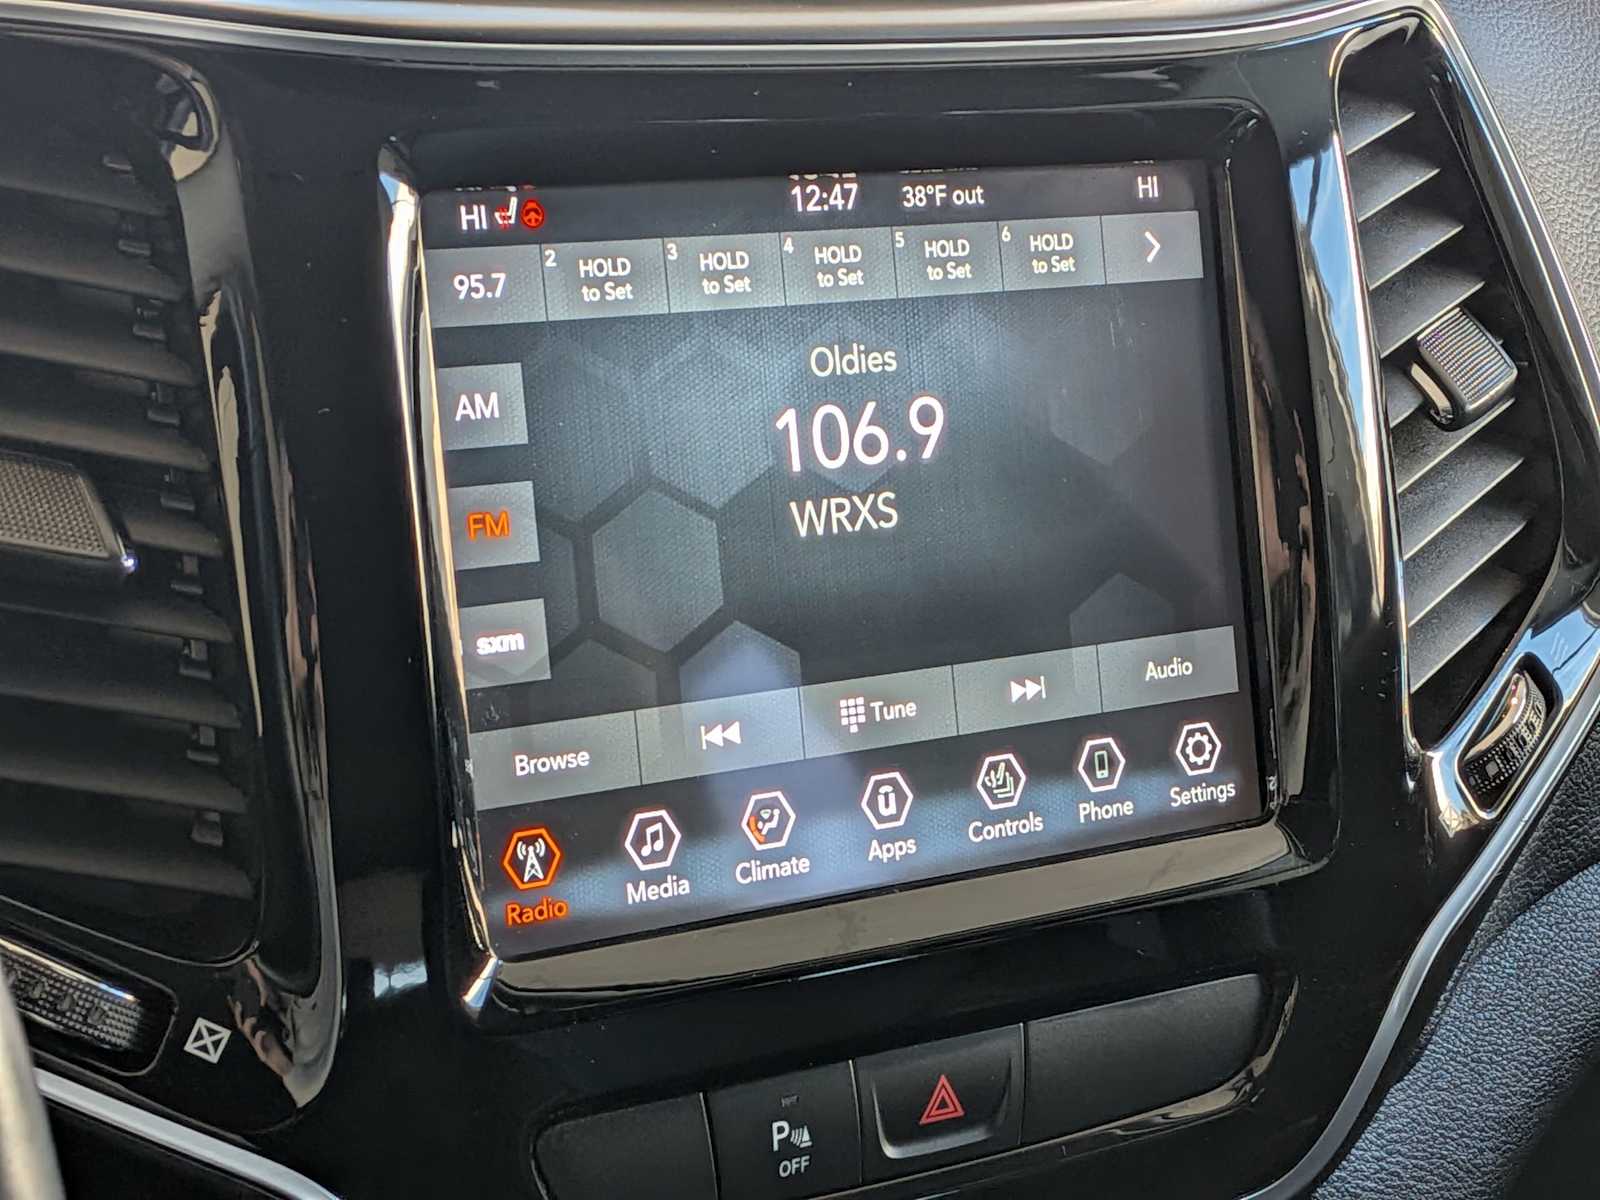 HI 12:47 38°F out HI
95.7
2 HOLD to Set
3 HOLD to Set
4 HOLD to Set
5 HOLD to Set
6 HOLD to Set
Oldies
AM
106.9
FM
WRXS
sxm
Browse
Tune
Audio
Radio
Media
Climate
Apps
Controls
Phone
Settings
P
OFF